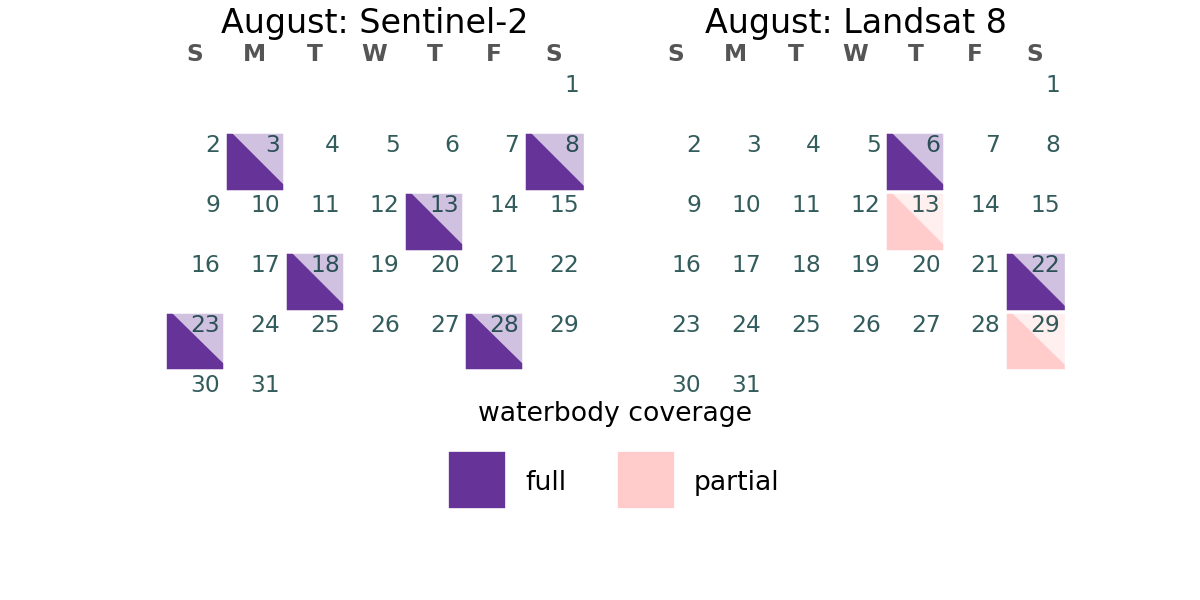 August: Sentinel-2
S M T W T F S
1
2 3 4 5 6 7 8
9 10 11 12 13 14 15
16 17 18 19 20 21 22
23 24 25 26 27 28 29
30 31
August: Landsat 8
S M T W T F S
1
2 3 4 5 6 7 8
9 10 11 12 13 14 15
16 17 18 19 20 21 22
23 24 25 26 27 28 29
30 31
waterbody coverage
full
partial